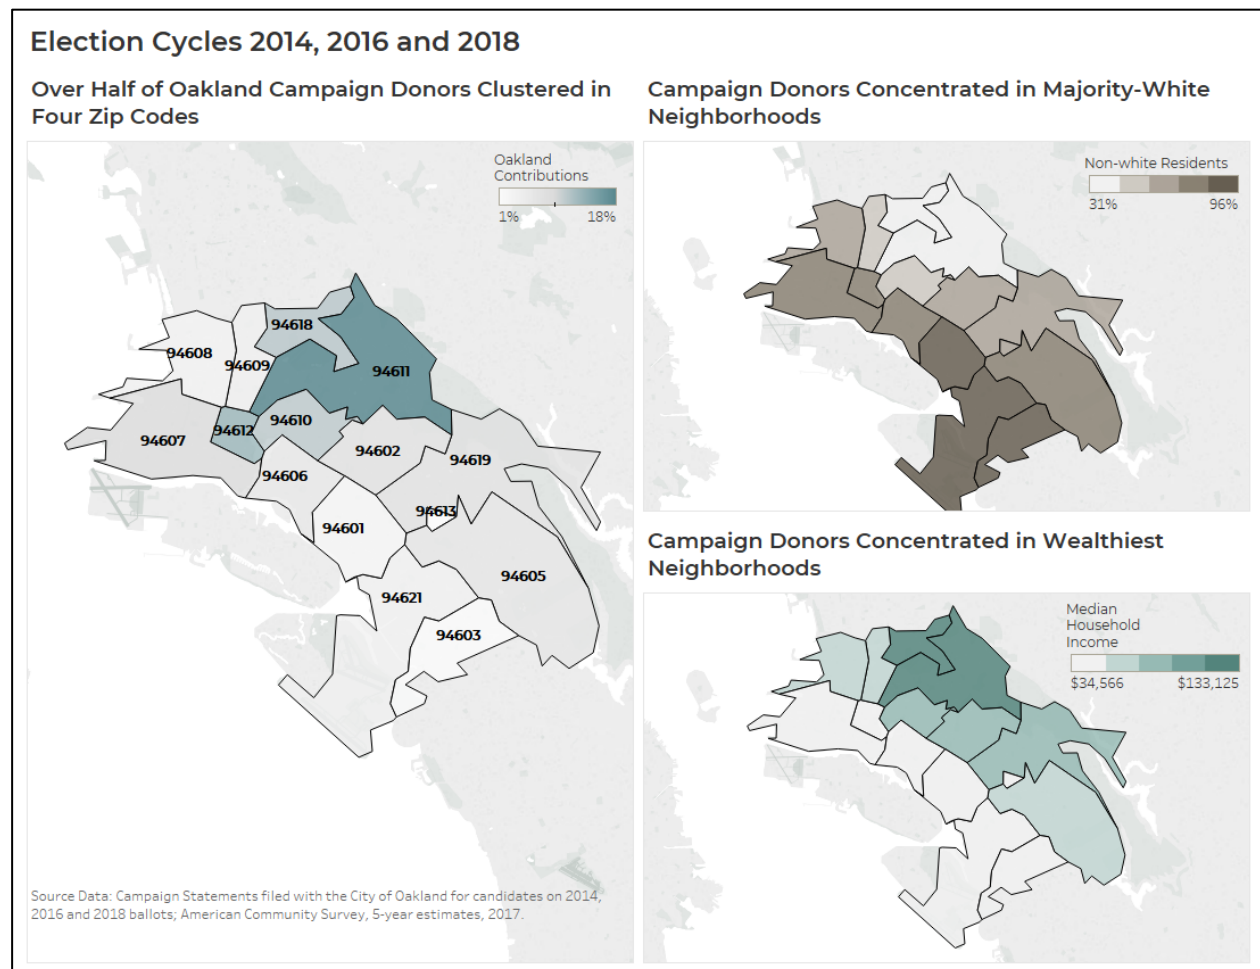 Election Cycles 2014, 2016 and 2018
Over Half of Oakland Campaign Donors Clustered in
Four Zip Codes
Oakland
Contributions
1%
18%
94618
94608
94609
94611
94610
94612
94607
94602
94619
94606
94613
94601
94605
94621
94603
Source Data: Campaign Statements filed with the City of Oakland for candidates on 2014,
2016 and 2018 ballots; American Community Survey, 5-year estimates, 2017.
Campaign Donors Concentrated in Majority-White
Neighborhoods
Non-white Residents
31%
96%
Campaign Donors Concentrated in Wealthiest
Neighborhoods
Median
Household
Income
$34,566
$133,125